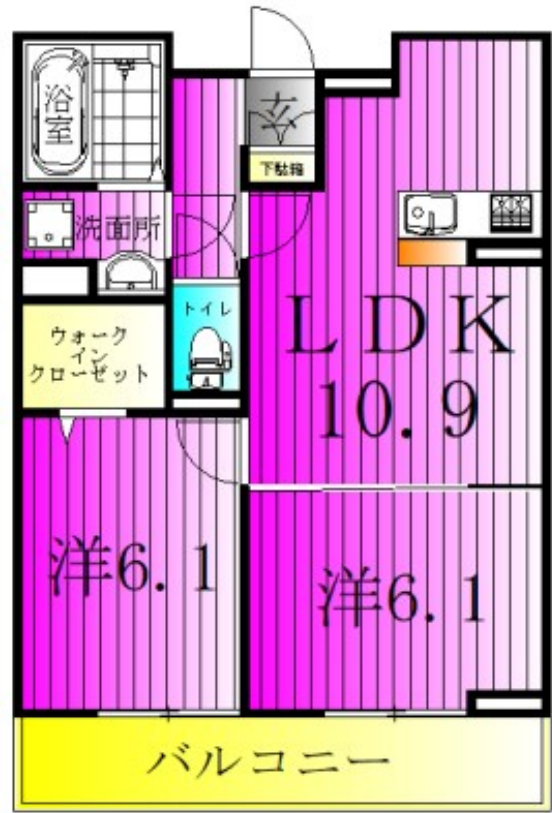 浴室
玄
下駄箱
洗面所
トイレ
ウォーク
イン
クローゼット
LDK
10.9
洋6.1
洋6.1
バルコニー